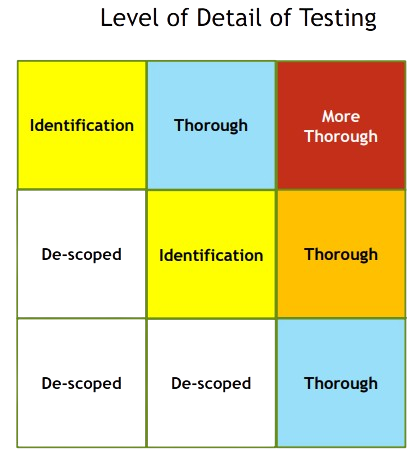 Level of Detail of Testing
Identification
Thorough
More
Thorough
De-scoped
Identification
Thorough
De-scoped
De-scoped
Thorough